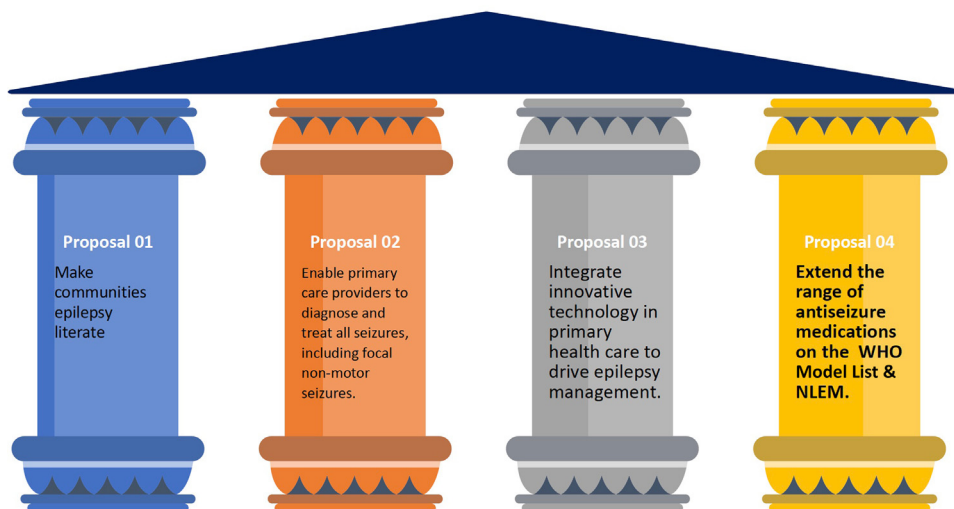 Proposal 01
Make
communities
epilepsy
literate
Proposal 02
Enable primary
care providers to
diagnose and
treat all seizures,
including focal
non-motor
seizures.
Proposal 03
Integrate
innovative
technology in
primary
health care to
drive epilepsy
management.
Proposal 04
Extend the
range of
antiseizure
medications
on the WHO
Model List &
NLEM.